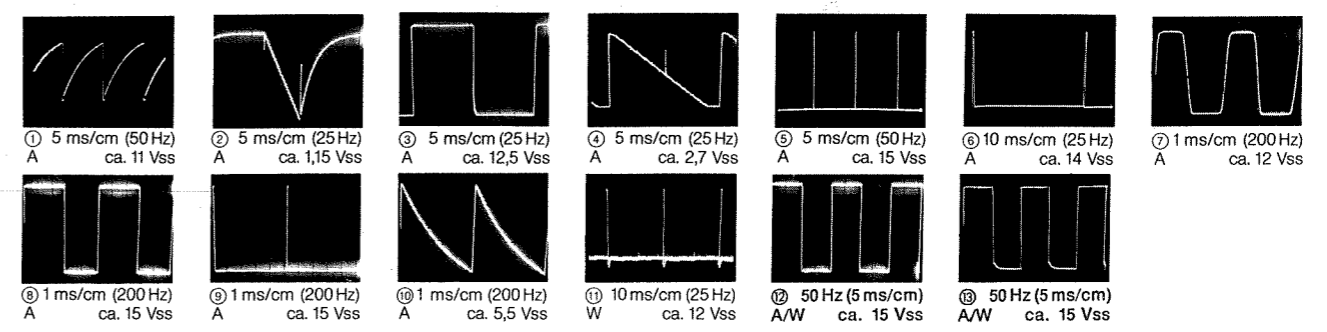 ① 5 ms/cm (50 Hz)
A ca. 11 Vss
② 5 ms/cm (25 Hz)
A ca. 1,15 Vss
③ 5 ms/cm (25 Hz)
A ca. 12,5 Vss
④ 5 ms/cm (25 Hz)
A ca. 2,7 Vss
⑤ 5 ms/cm (50 Hz)
A ca. 15 Vss
⑥ 10 ms/cm (25 Hz)
A ca. 14 Vss
⑦ 1 ms/cm (200 Hz)
A ca. 12 Vss
⑧ 1 ms/cm (200 Hz)
A ca. 15 Vss
⑨ 1 ms/cm (200 Hz)
A ca. 15 Vss
⑩ 1 ms/cm (200 Hz)
A ca. 5,5 Vss
⑪ 10 ms/cm (25 Hz)
W ca. 12 Vss
⑫ 50 Hz (5 ms/cm)
A/W ca. 15 Vss
⑬ 50 Hz (5 ms/cm)
A/W ca. 15 Vss